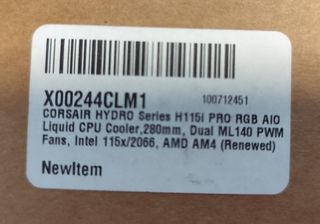 X00244CLM1 100712451
CORSAIR HYDRO Series H115i PRO RGB AIO
Liquid CPU Cooler,280mm, Dual ML140 PWM
Fans, Intel 115x/2066, AMD AM4 (Renewed)
NewItem